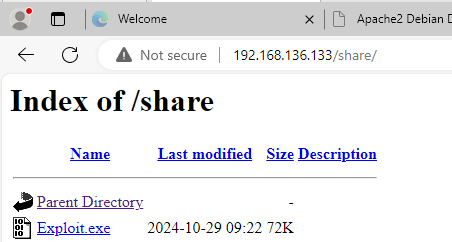 Welcome
Apache2 Debian D
Not secure 192.168.136.133/share/
Index of /share
Name Last modified Size Description
Parent Directory -
Exploit.exe 2024-10-29 09:22 72K